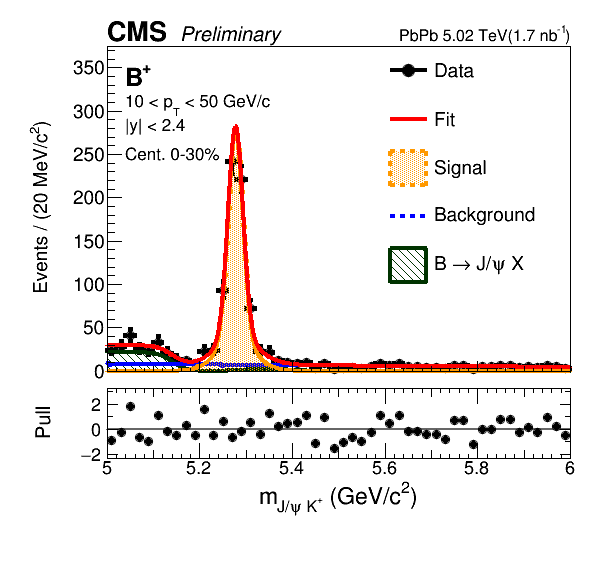 CMS Preliminary PbPb 5.02 TeV(1.7 nb⁻¹)
350
300
250
200
150
100
50
0
Events / (20 MeV/c²)
B⁺
10 < p_T < 50 GeV/c
|y| < 2.4
Cent. 0-30%
Data
Fit
Signal
Background
B → J/ψ X
Pull
2
0
−2
5 5.2 5.4 5.6 5.8 6
m_{J/ψ K⁺} (GeV/c²)